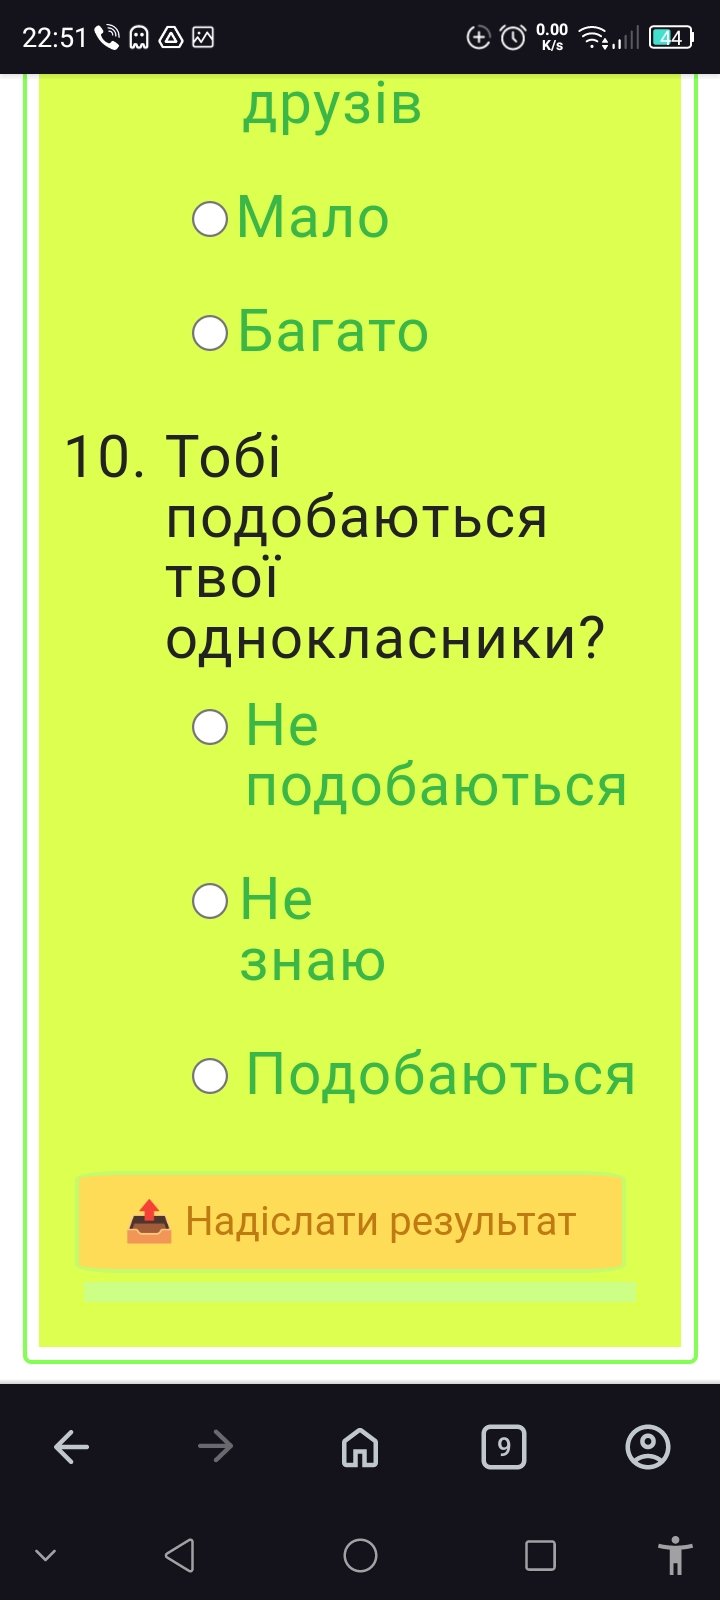 22:51
0.00
K/s
44
друзів
Мало
Багато
10. Тобі
подобаються
твої
однокласники?
Не
подобаються
Не
знаю
Подобаються
Надіслати результат
9